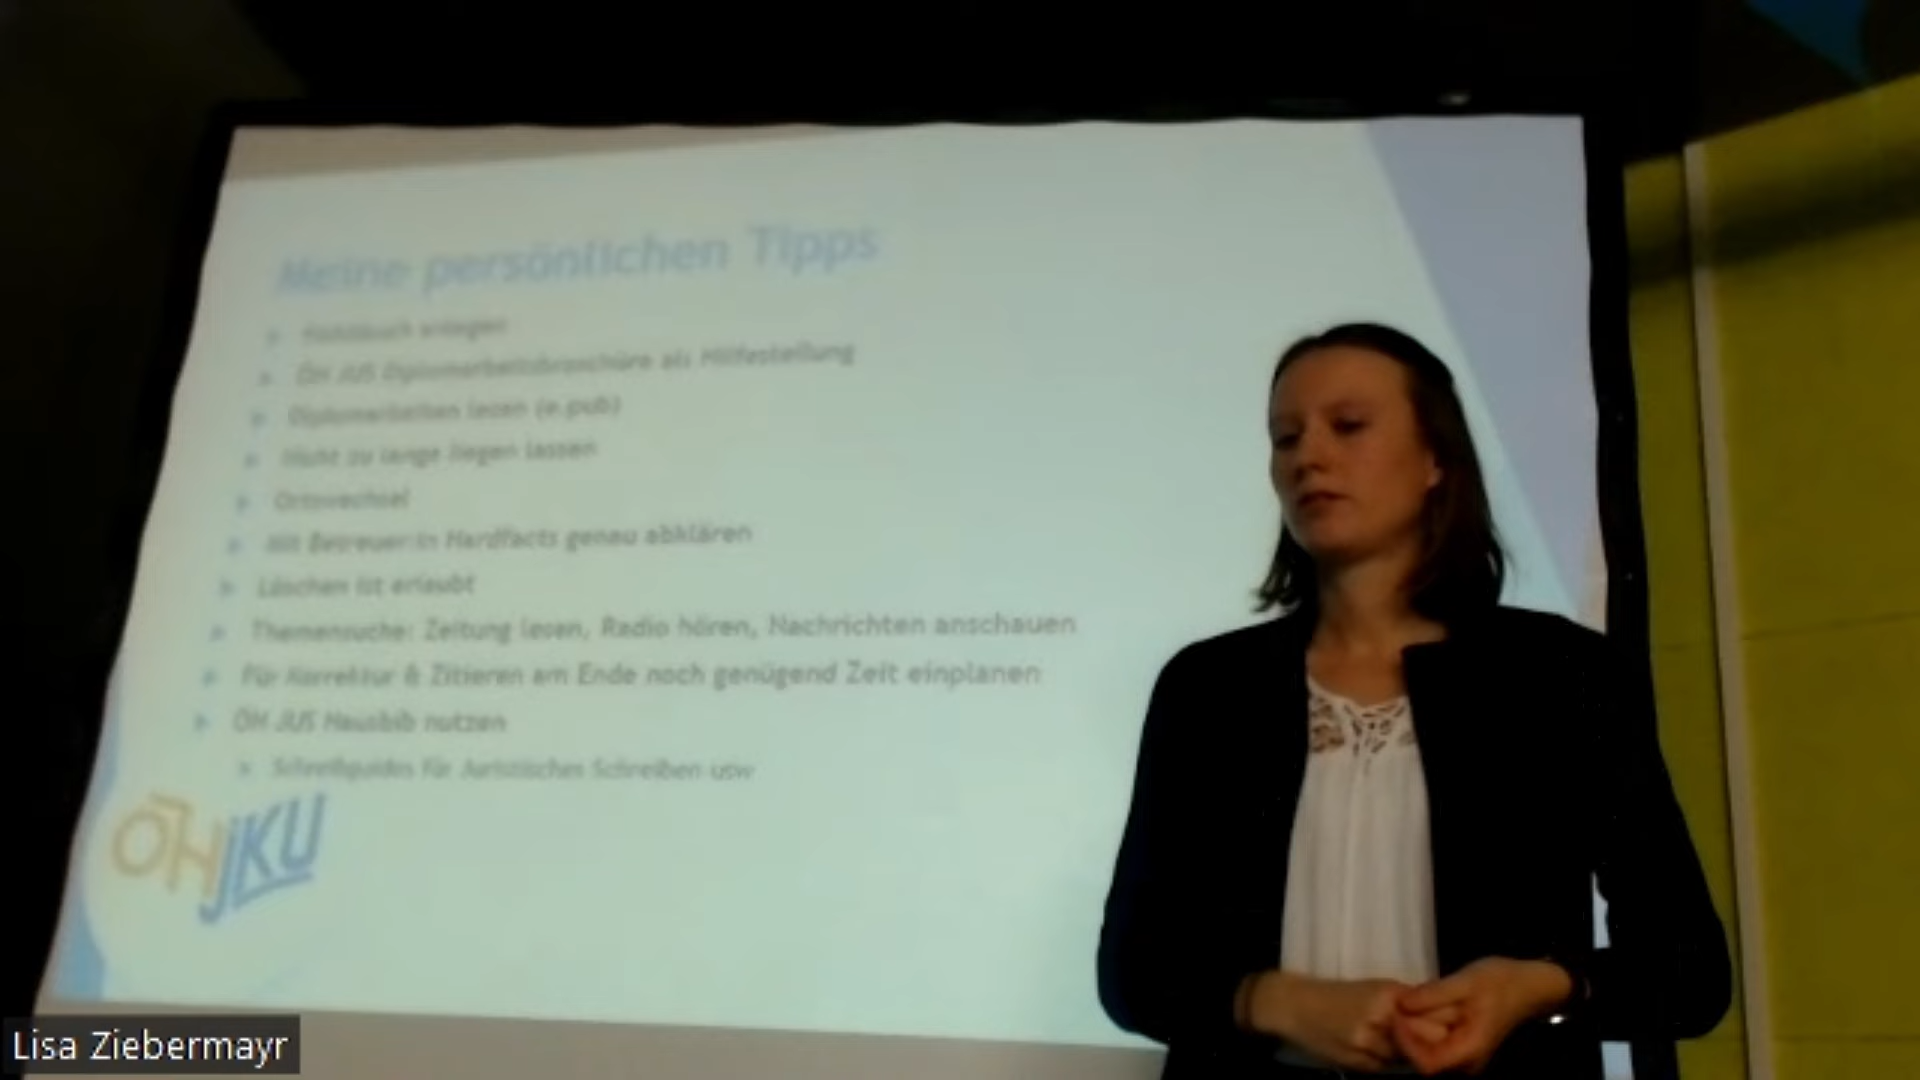 Meine persönlichen Tipps
Notizbuch anlegen
ÖH JUS Diplomarbeitsbroschüre als Hilfestellung
Diplomarbeiten lesen (e.pub)
Nicht zu lange liegen lassen
Ortswechsel
Mit Betreuer:in Hardfacts genau abklären
Löschen ist erlaubt
Themensuche: Zeitung lesen, Radio hören, Nachrichten anschauen
Für Korrektur & Zitieren am Ende noch genügend Zeit einplanen
ÖH JUS Hausbib nutzen
Schreibguides für Juristisches Schreiben usw
ÖH JKU
Lisa Ziebermayr